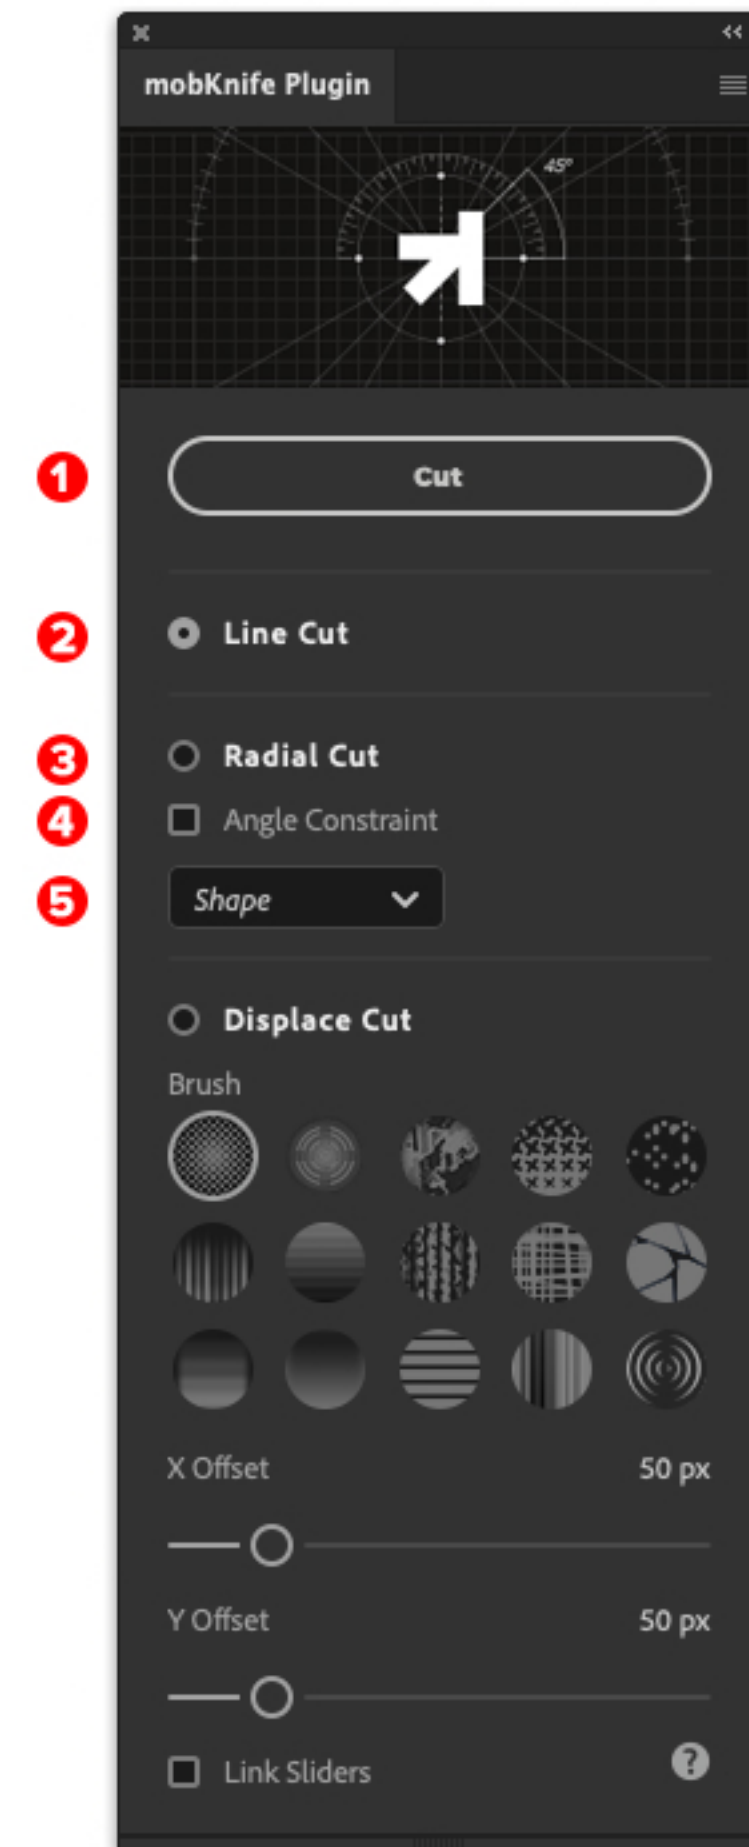 mobKnife Plugin
45°
1
Cut
2
Line Cut
3
Radial Cut
4
Angle Constraint
5
Shape
Displace Cut
Brush
X Offset 50 px
Y Offset 50 px
Link Sliders
?